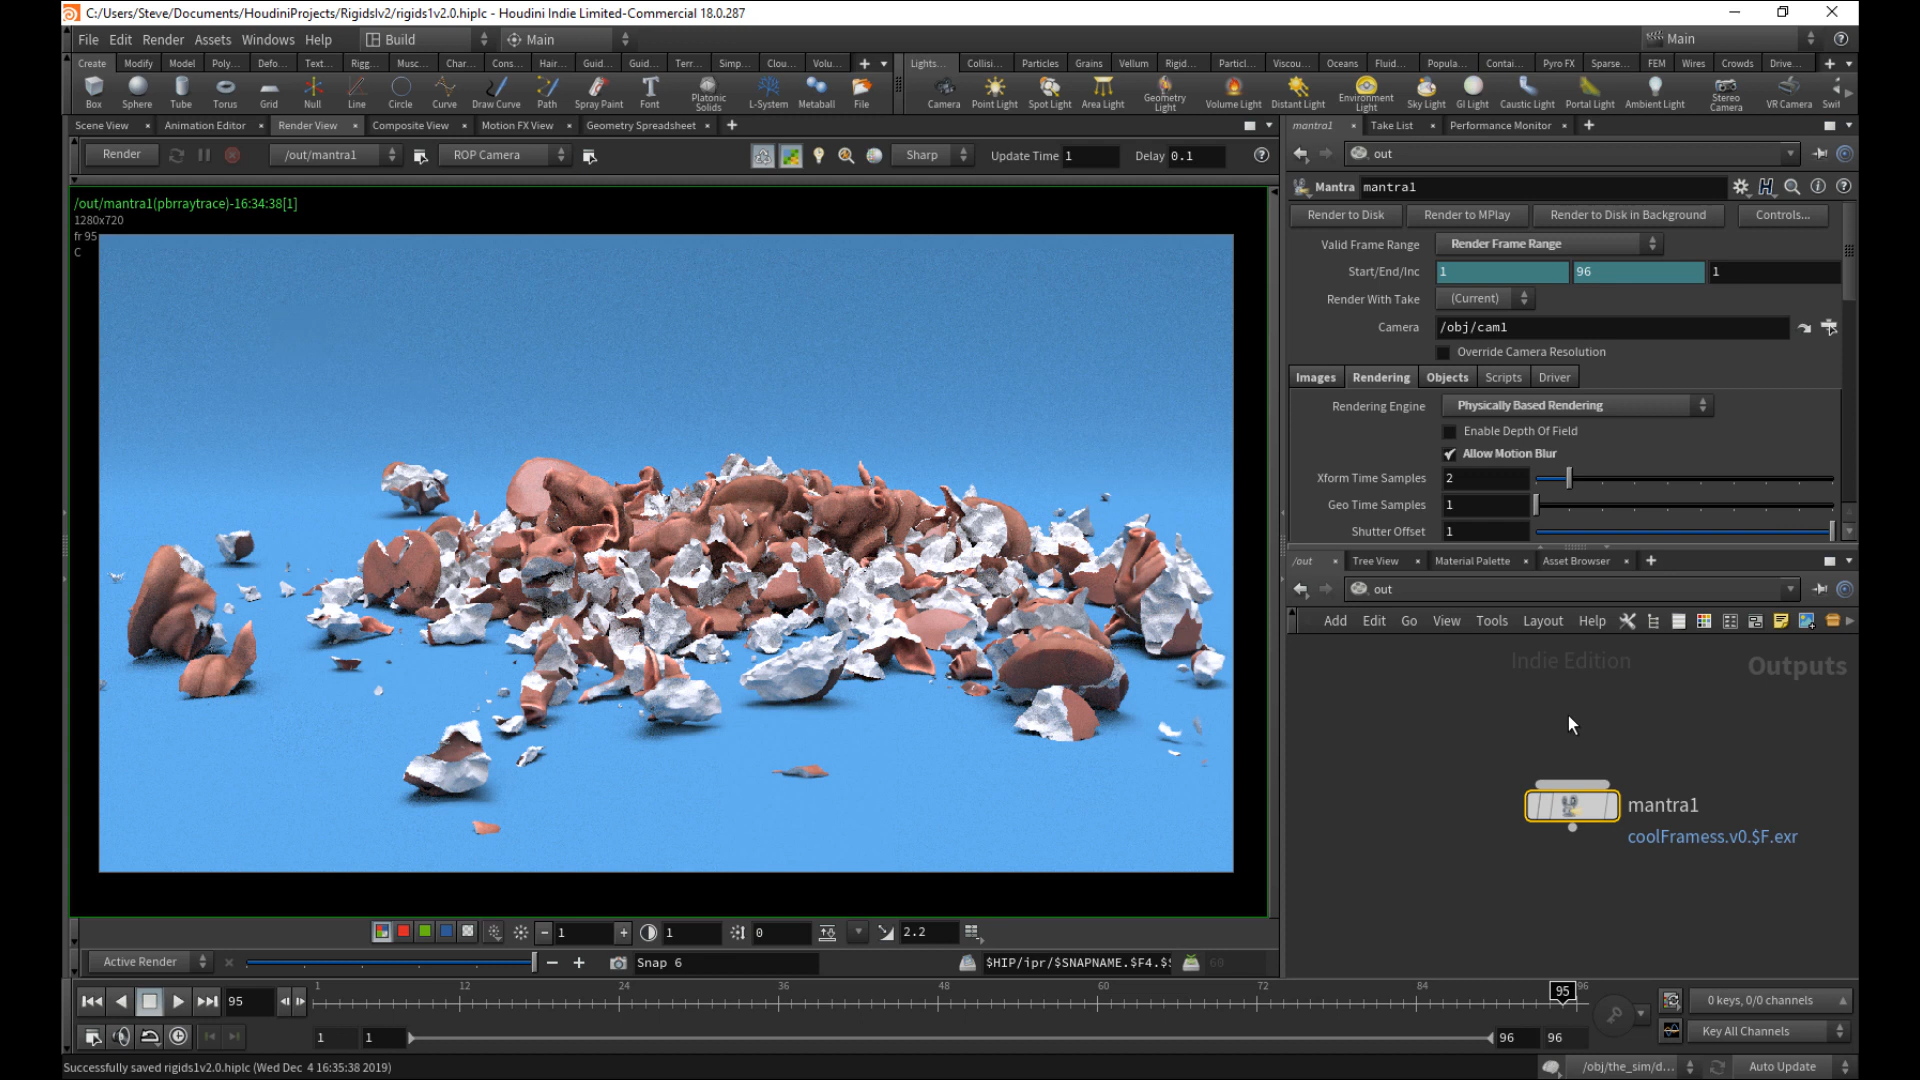 C:/Users/Steve/Documents/HoudiniProjects/Rigidslv2/rigids1v2.0.hiplc - Houdini Indie Limited-Commercial 18.0.287
File Edit Render Assets Windows Help Build Main Main
Create Modify Model Poly... Defo... Text... Rigg... Musc... Char... Cons... Hair... Guid... Guid... Terr... Simp... Clou... Volu...
Lights... Collisi... Particles Grains Vellum Rigid... Particl... Viscou... Oceans Fluid... Popula... Contai... Pyro FX Sparse... FEM Wires Crowds Drive...
Box Sphere Tube Torus Grid Null Line Circle Curve Draw Curve Path Spray Paint Font Platonic Solids L-System Metaball File
Camera Point Light Spot Light Area Light Geometry Light Volume Light Distant Light Environment Light Sky Light GI Light Caustic Light Portal Light Ambient Light Stereo Camera VR Camera Swit
Scene View Animation Editor Render View Composite View Motion FX View Geometry Spreadsheet
mantra1 Take List Performance Monitor
Render /out/mantra1 ROP Camera Sharp Update Time 1 Delay 0.1
out
Mantra mantra1
/out/mantra1(pbrraytrace)-16:34:38[1]
1280x720
fr 95
C
Render to Disk Render to MPlay Render to Disk in Background Controls...
Valid Frame Range Render Frame Range
Start/End/Inc 1 96 1
Render With Take (Current)
Camera /obj/cam1
Override Camera Resolution
Images Rendering Objects Scripts Driver
Rendering Engine Physically Based Rendering
Enable Depth Of Field
Allow Motion Blur
Xform Time Samples 2
Geo Time Samples 1
Shutter Offset 1
/out Tree View Material Palette Asset Browser
out
Add Edit Go View Tools Layout Help
Indie Edition Outputs
mantra1
coolFramess.v0.$F.exr
1 1 0 2.2
Active Render Snap 6 $HIP/ipr/$SNAPNAME.$F4.$S 60
95 1 12 24 36 48 60 72 84 95 96
0 keys, 0/0 channels
1 1 96 96 Key All Channels
Successfully saved rigids1v2.0.hiplc (Wed Dec 4 16:35:38 2019) /obj/the_sim/d... Auto Update